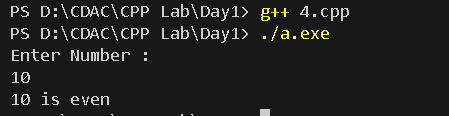 PS D:\CDAC\CPP Lab\Day1> g++ 4.cpp
PS D:\CDAC\CPP Lab\Day1> ./a.exe
Enter Number :
10
10 is even